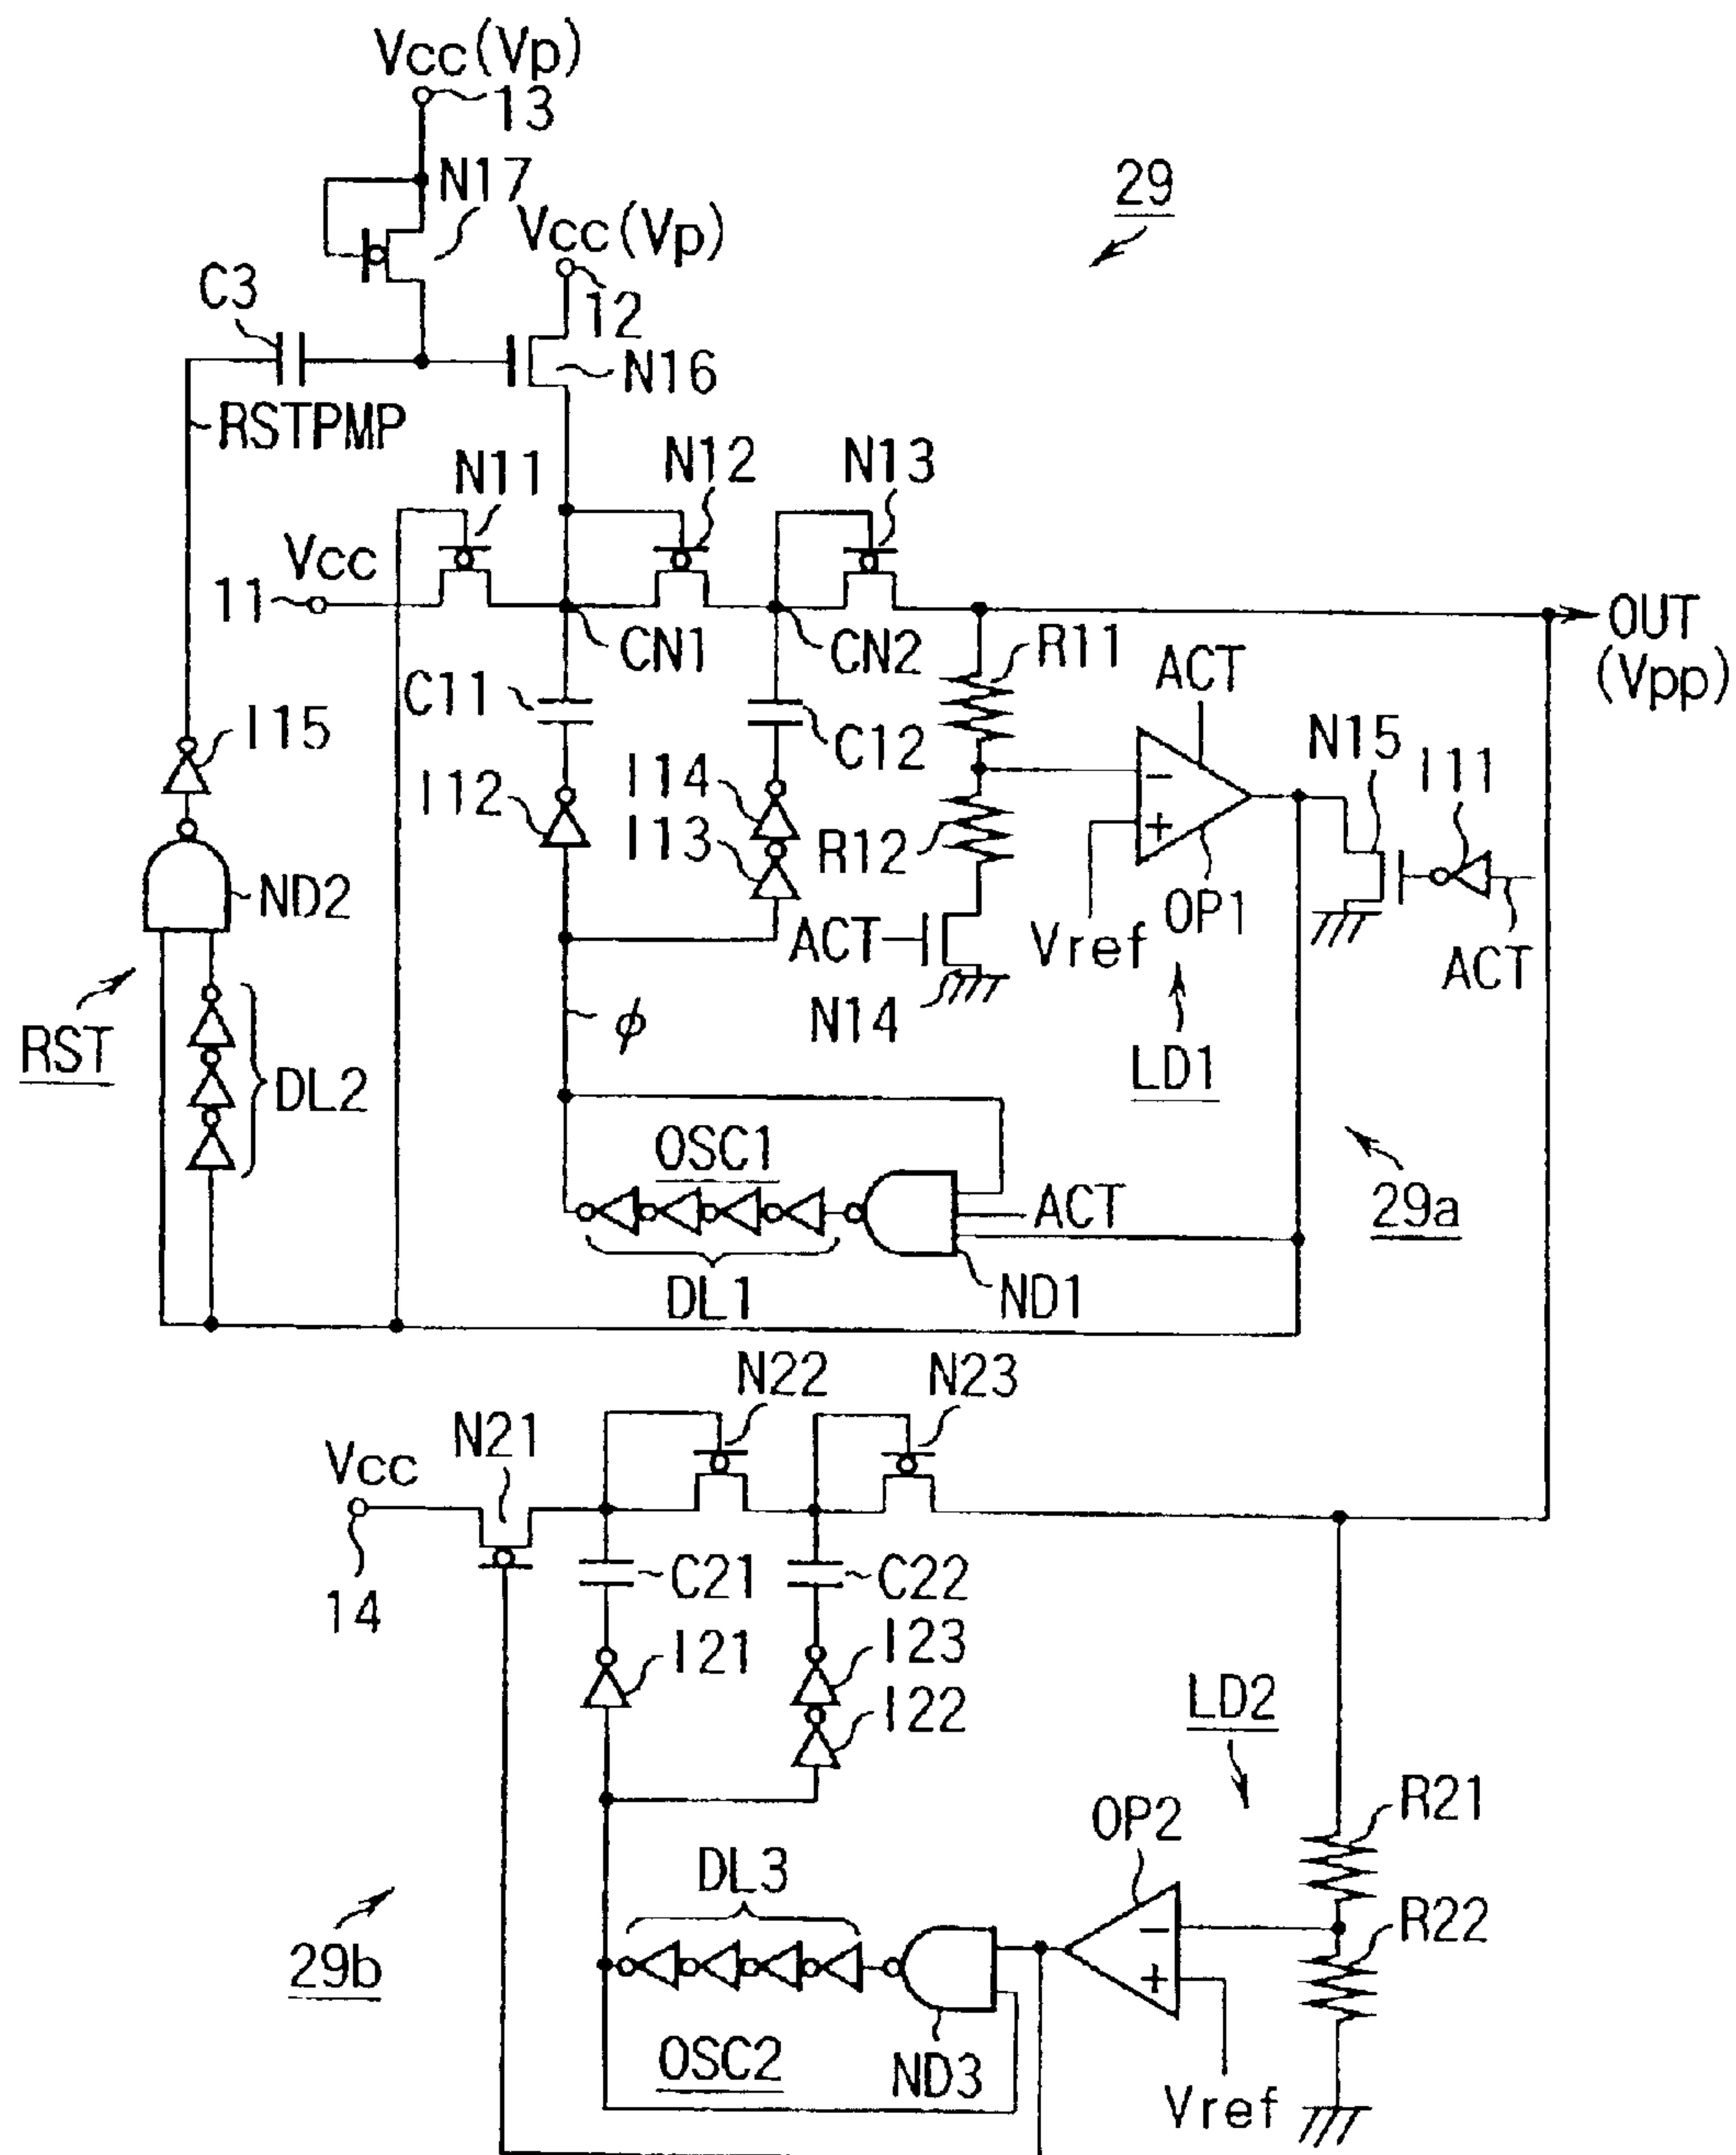 Vcc(Vp)
13
N17
29
Vcc(Vp)
C3
12
N16
RSTPMP
N11
N12
N13
Vcc
11
CN1
CN2
R11
OUT
(Vpp)
ACT
C11
C12
N15
I11
I15
I12
I14
I13
R12
ND2
ACT
Vref
OP1
ACT
RST
DL2
φ
N14
LD1
OSC1
ACT
29a
DL1
ND1
N22
N23
N21
Vcc
14
C21
C22
I21
I23
I22
LD2
OP2
R21
DL3
R22
29b
OSC2
ND3
Vref